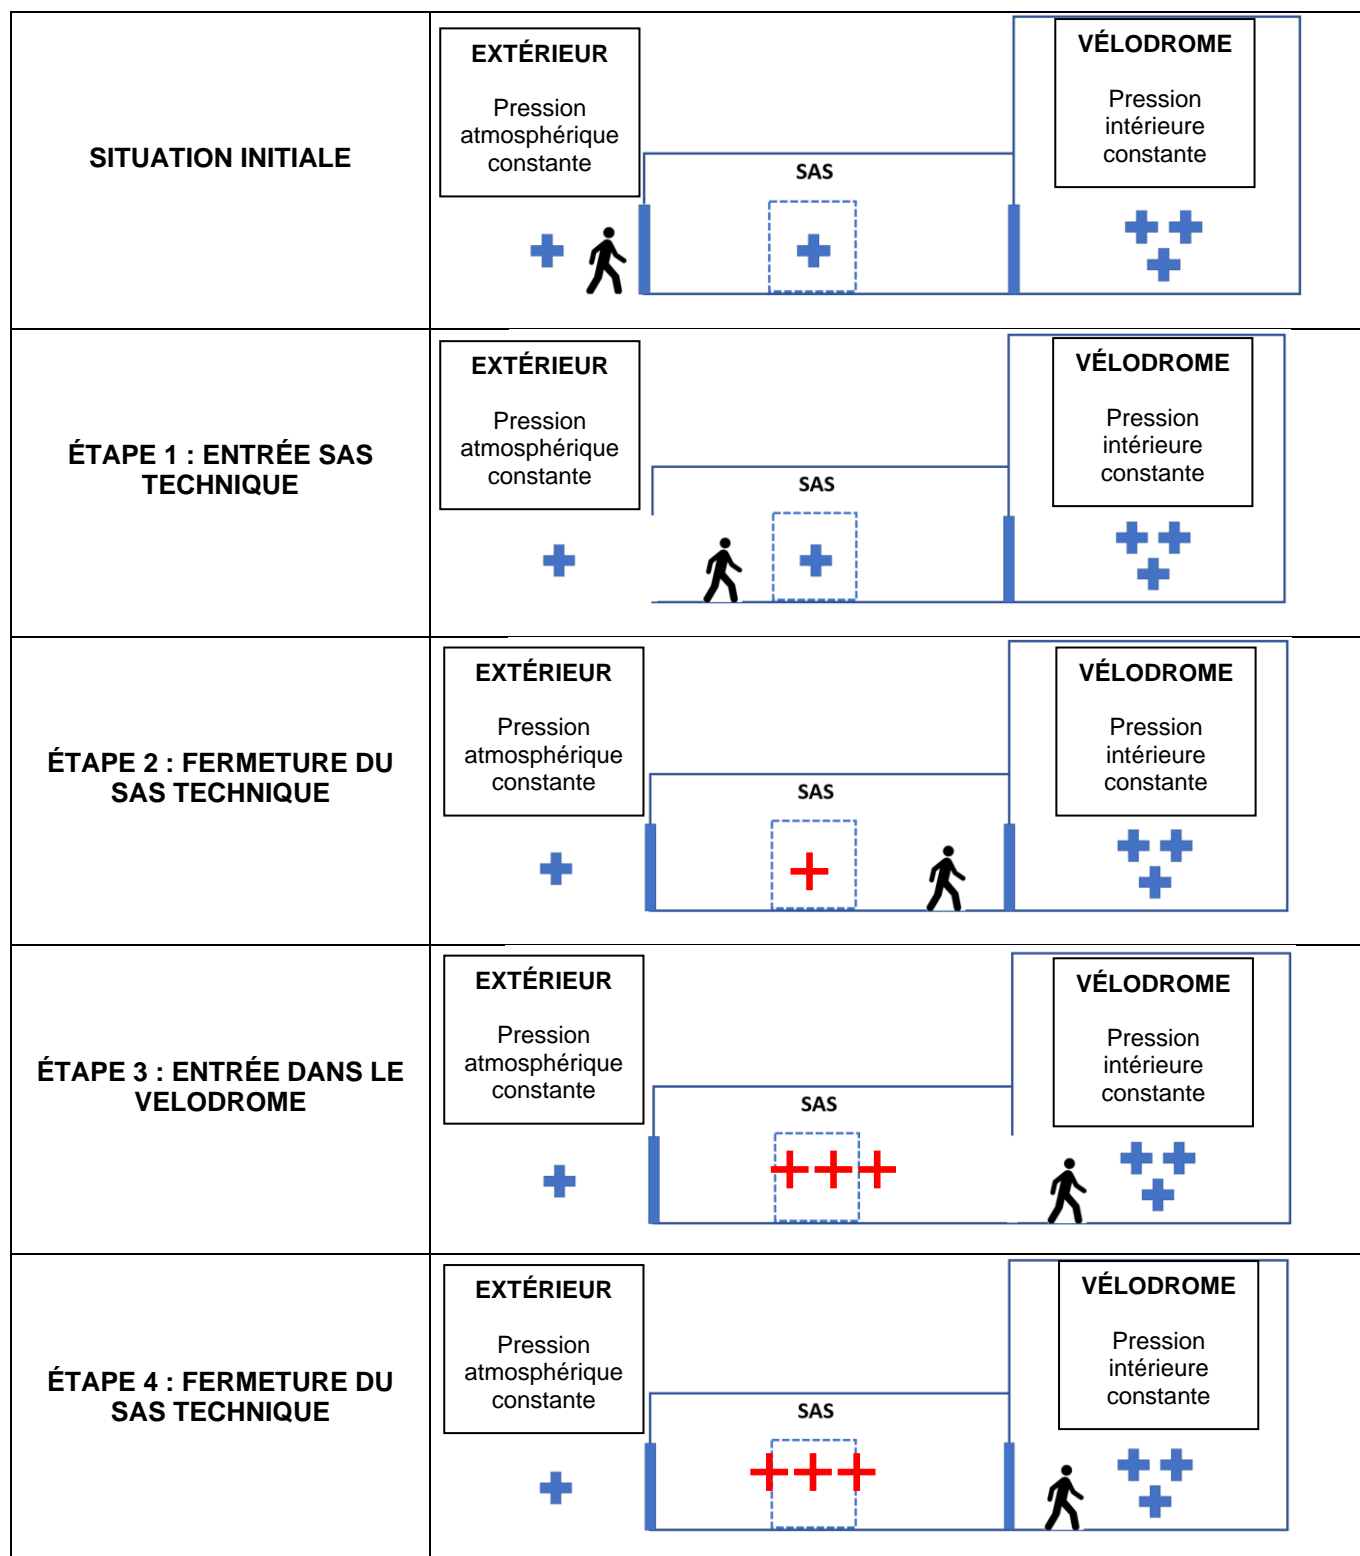 SITUATION INITIALE
EXTÉRIEUR
Pression
atmosphérique
constante
SAS
VÉLODROME
Pression
intérieure
constante
ÉTAPE 1 : ENTRÉE SAS
TECHNIQUE
EXTÉRIEUR
Pression
atmosphérique
constante
SAS
VÉLODROME
Pression
intérieure
constante
ÉTAPE 2 : FERMETURE DU
SAS TECHNIQUE
EXTÉRIEUR
Pression
atmosphérique
constante
SAS
VÉLODROME
Pression
intérieure
constante
ÉTAPE 3 : ENTRÉE DANS LE
VELODROME
EXTÉRIEUR
Pression
atmosphérique
constante
SAS
VÉLODROME
Pression
intérieure
constante
ÉTAPE 4 : FERMETURE DU
SAS TECHNIQUE
EXTÉRIEUR
Pression
atmosphérique
constante
SAS
VÉLODROME
Pression
intérieure
constante